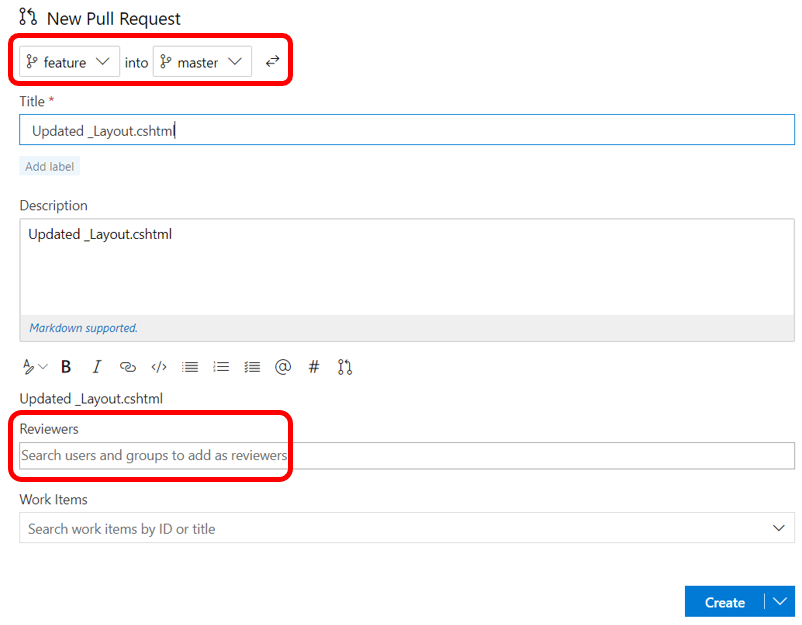 New Pull Request
feature into master
Title *
Updated _Layout.cshtml
Add label
Description
Updated _Layout.cshtml
Markdown supported.
A B I </> @ #
Updated _Layout.cshtml
Reviewers
Search users and groups to add as reviewers
Work Items
Search work items by ID or title
Create